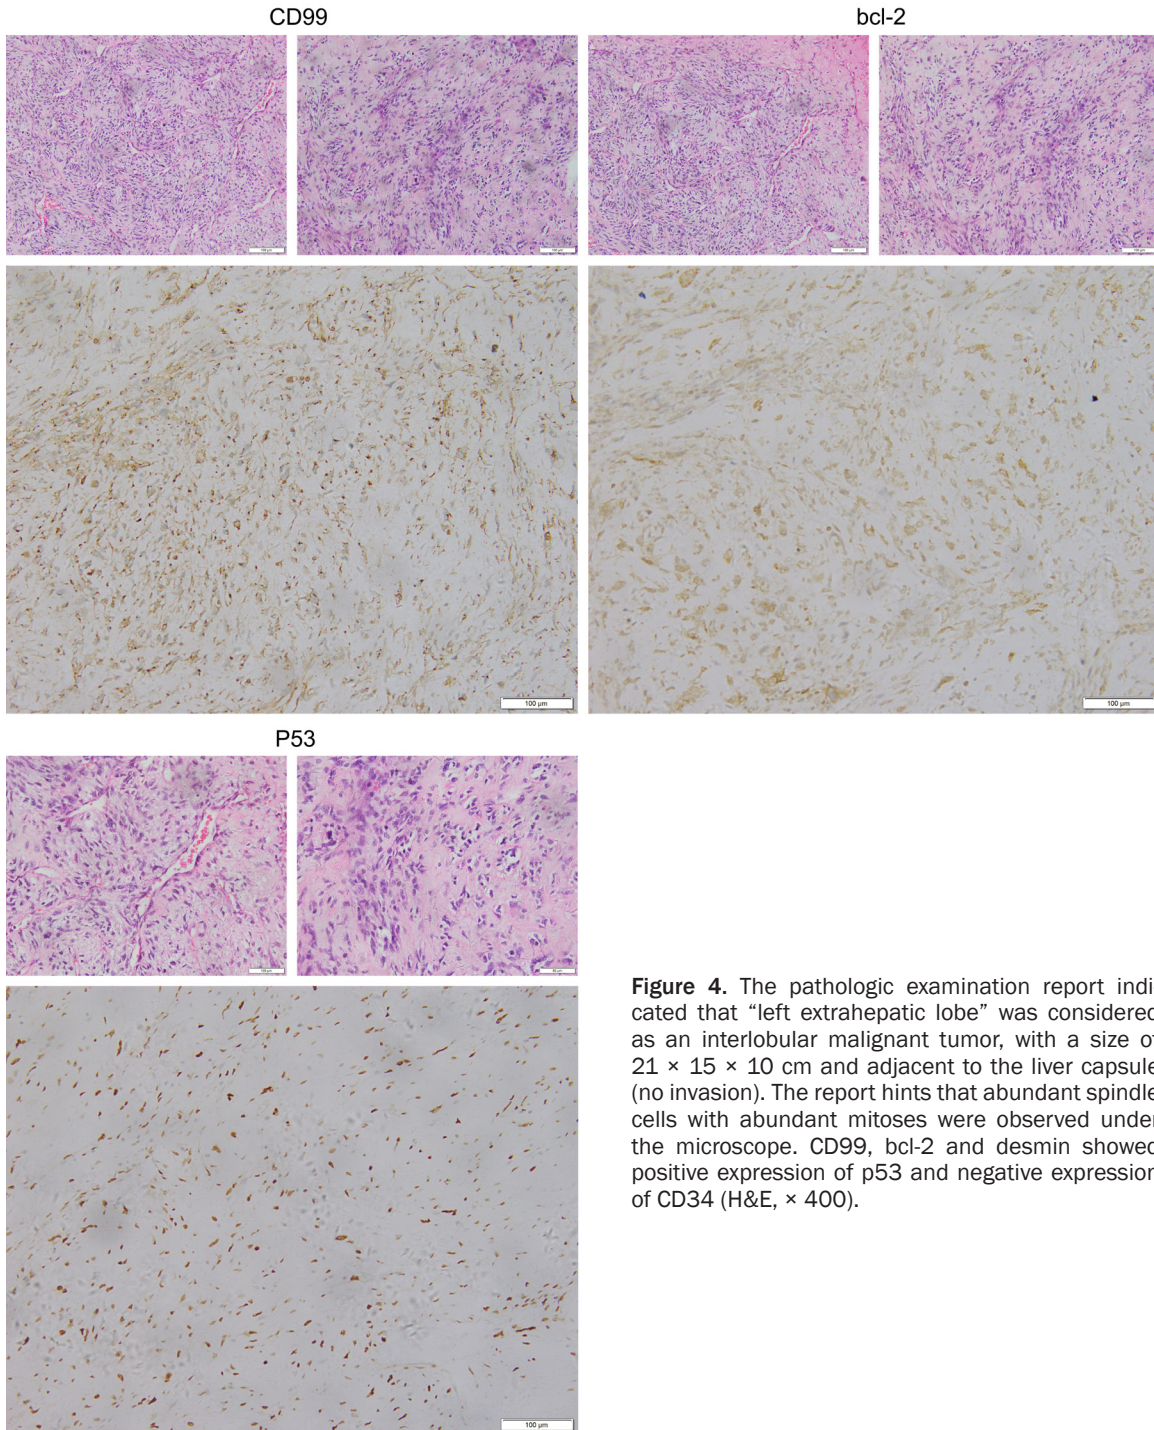 CD99
bcl-2
100 µm
100 µm
P53
100 µm
Figure 4. The pathologic examination report indi
cated that “left extrahepatic lobe” was considered
as an interlobular malignant tumor, with a size of
21 × 15 × 10 cm and adjacent to the liver capsule
(no invasion). The report hints that abundant spindle
cells with abundant mitoses were observed under
the microscope. CD99, bcl-2 and desmin showed
positive expression of p53 and negative expression
of CD34 (H&E, × 400).